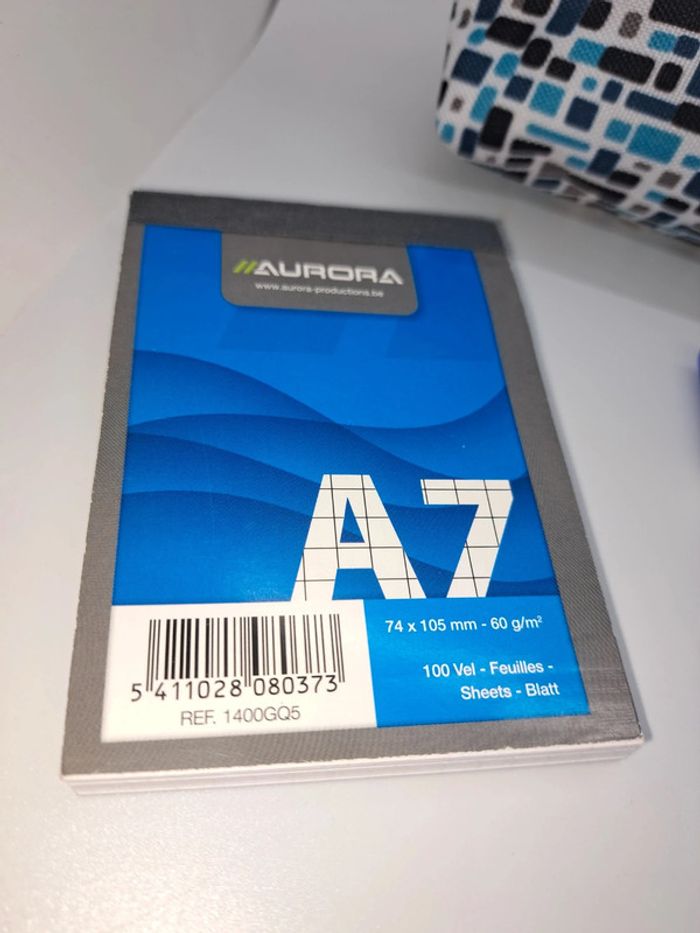 //AURORA
www.aurora-productions.be
A7
74 x 105 mm - 60 g/m²
100 Vel - Feuilles -
Sheets - Blatt
5 411028 080373
REF. 1400GQ5